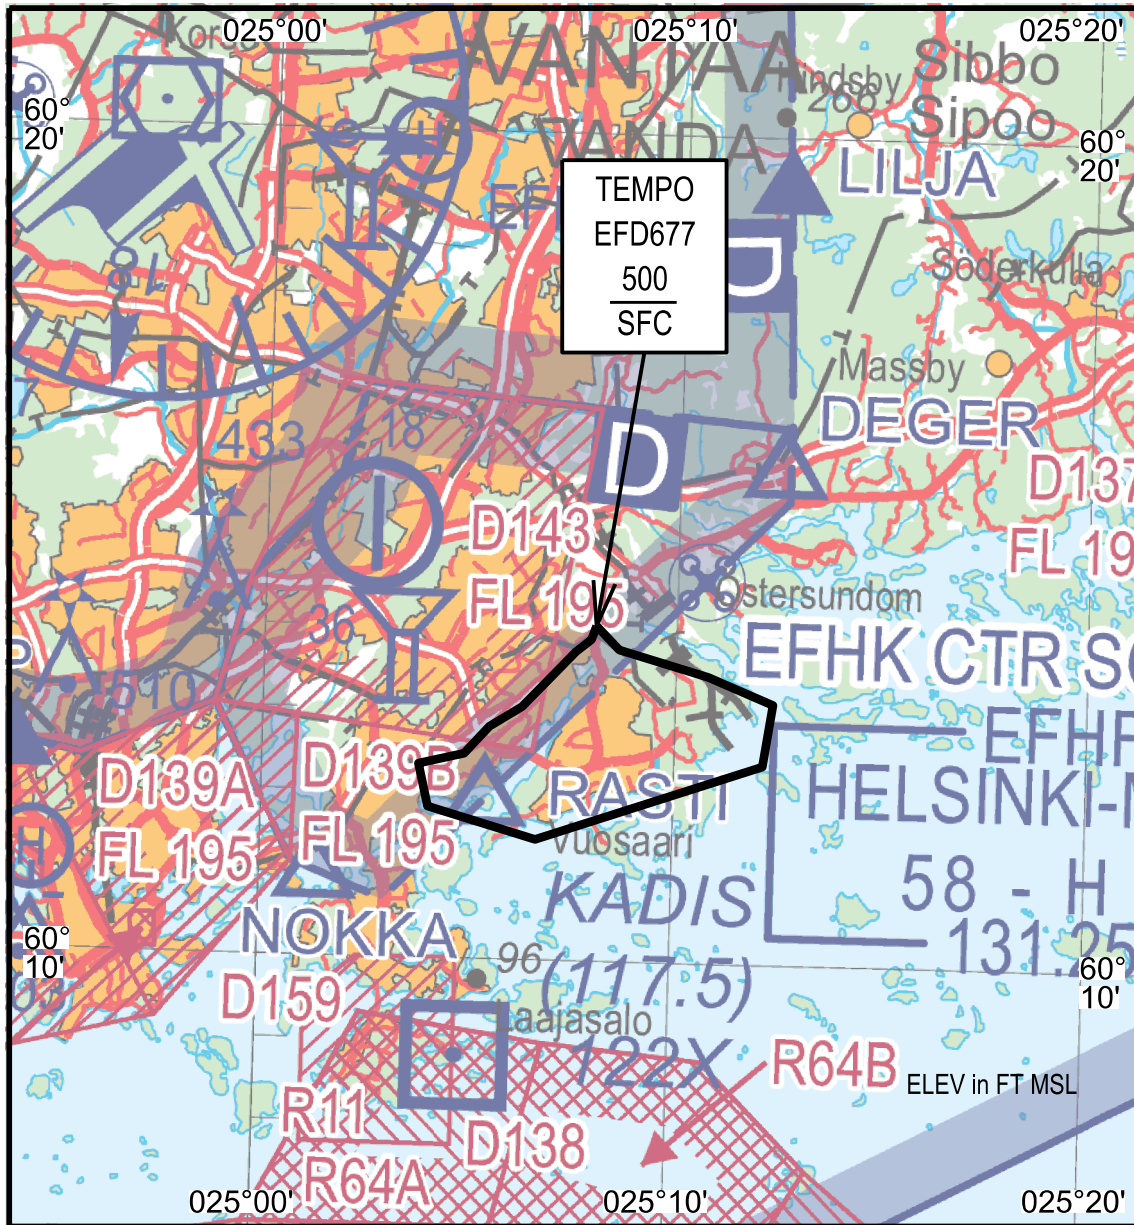 025°00'
025°10'
025°20'
VANTAA
VANDA
Hindsby
268
Sibbo
Sipoo
60°
20'
60°
20'
LILJA
TEMPO
EFD677
500
SFC
D
Söderkulla
18
Massby
DEGER
433
18
D
D143
FL 195
D137
FL 19
Östersundom
36
EFHK CTR S
310
P
EFHF
HELSINKI-
D139A
FL 195
D139B
FL 195
RASTI
Vuosaari
H
KADIS
58 - H
131.25
NOKKA
60°
10'
96
(117.5)
60°
10'
D159
Laajasalo
122X
R64B
ELEV in FT MSL
R11
D138
R64A
025°00'
025°10'
025°20'